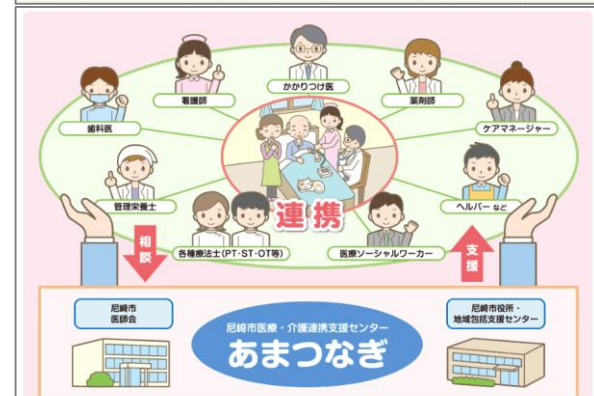 かかりつけ医
看護師
薬剤師
歯科医
ケアマネージャー
管理栄養士
ヘルパー など
連携
各種療法士(PT･ST･OT等)
医療ソーシャルワーカー
相談
支援
尼崎市
医師会
尼崎市役所・
地域包括支援センター
尼崎市医療・介護連携支援センター
あまつなぎ